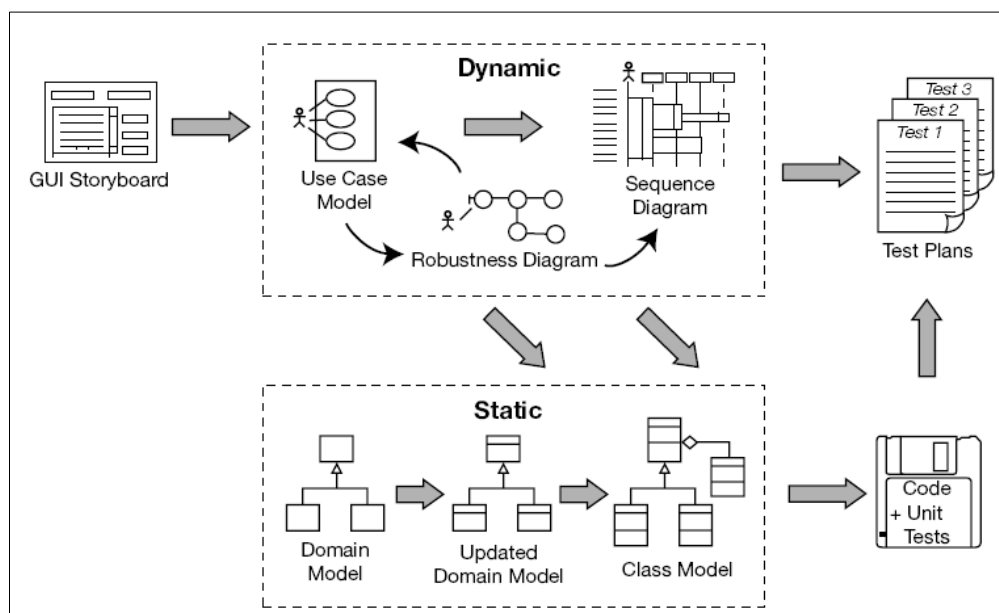 Dynamic
GUI Storyboard
Use Case
Model
Robustness Diagram
Sequence
Diagram
Test 3
Test 2
Test 1
Test Plans
Static
Domain
Model
Updated
Domain Model
Class Model
Code
+ Unit
Tests